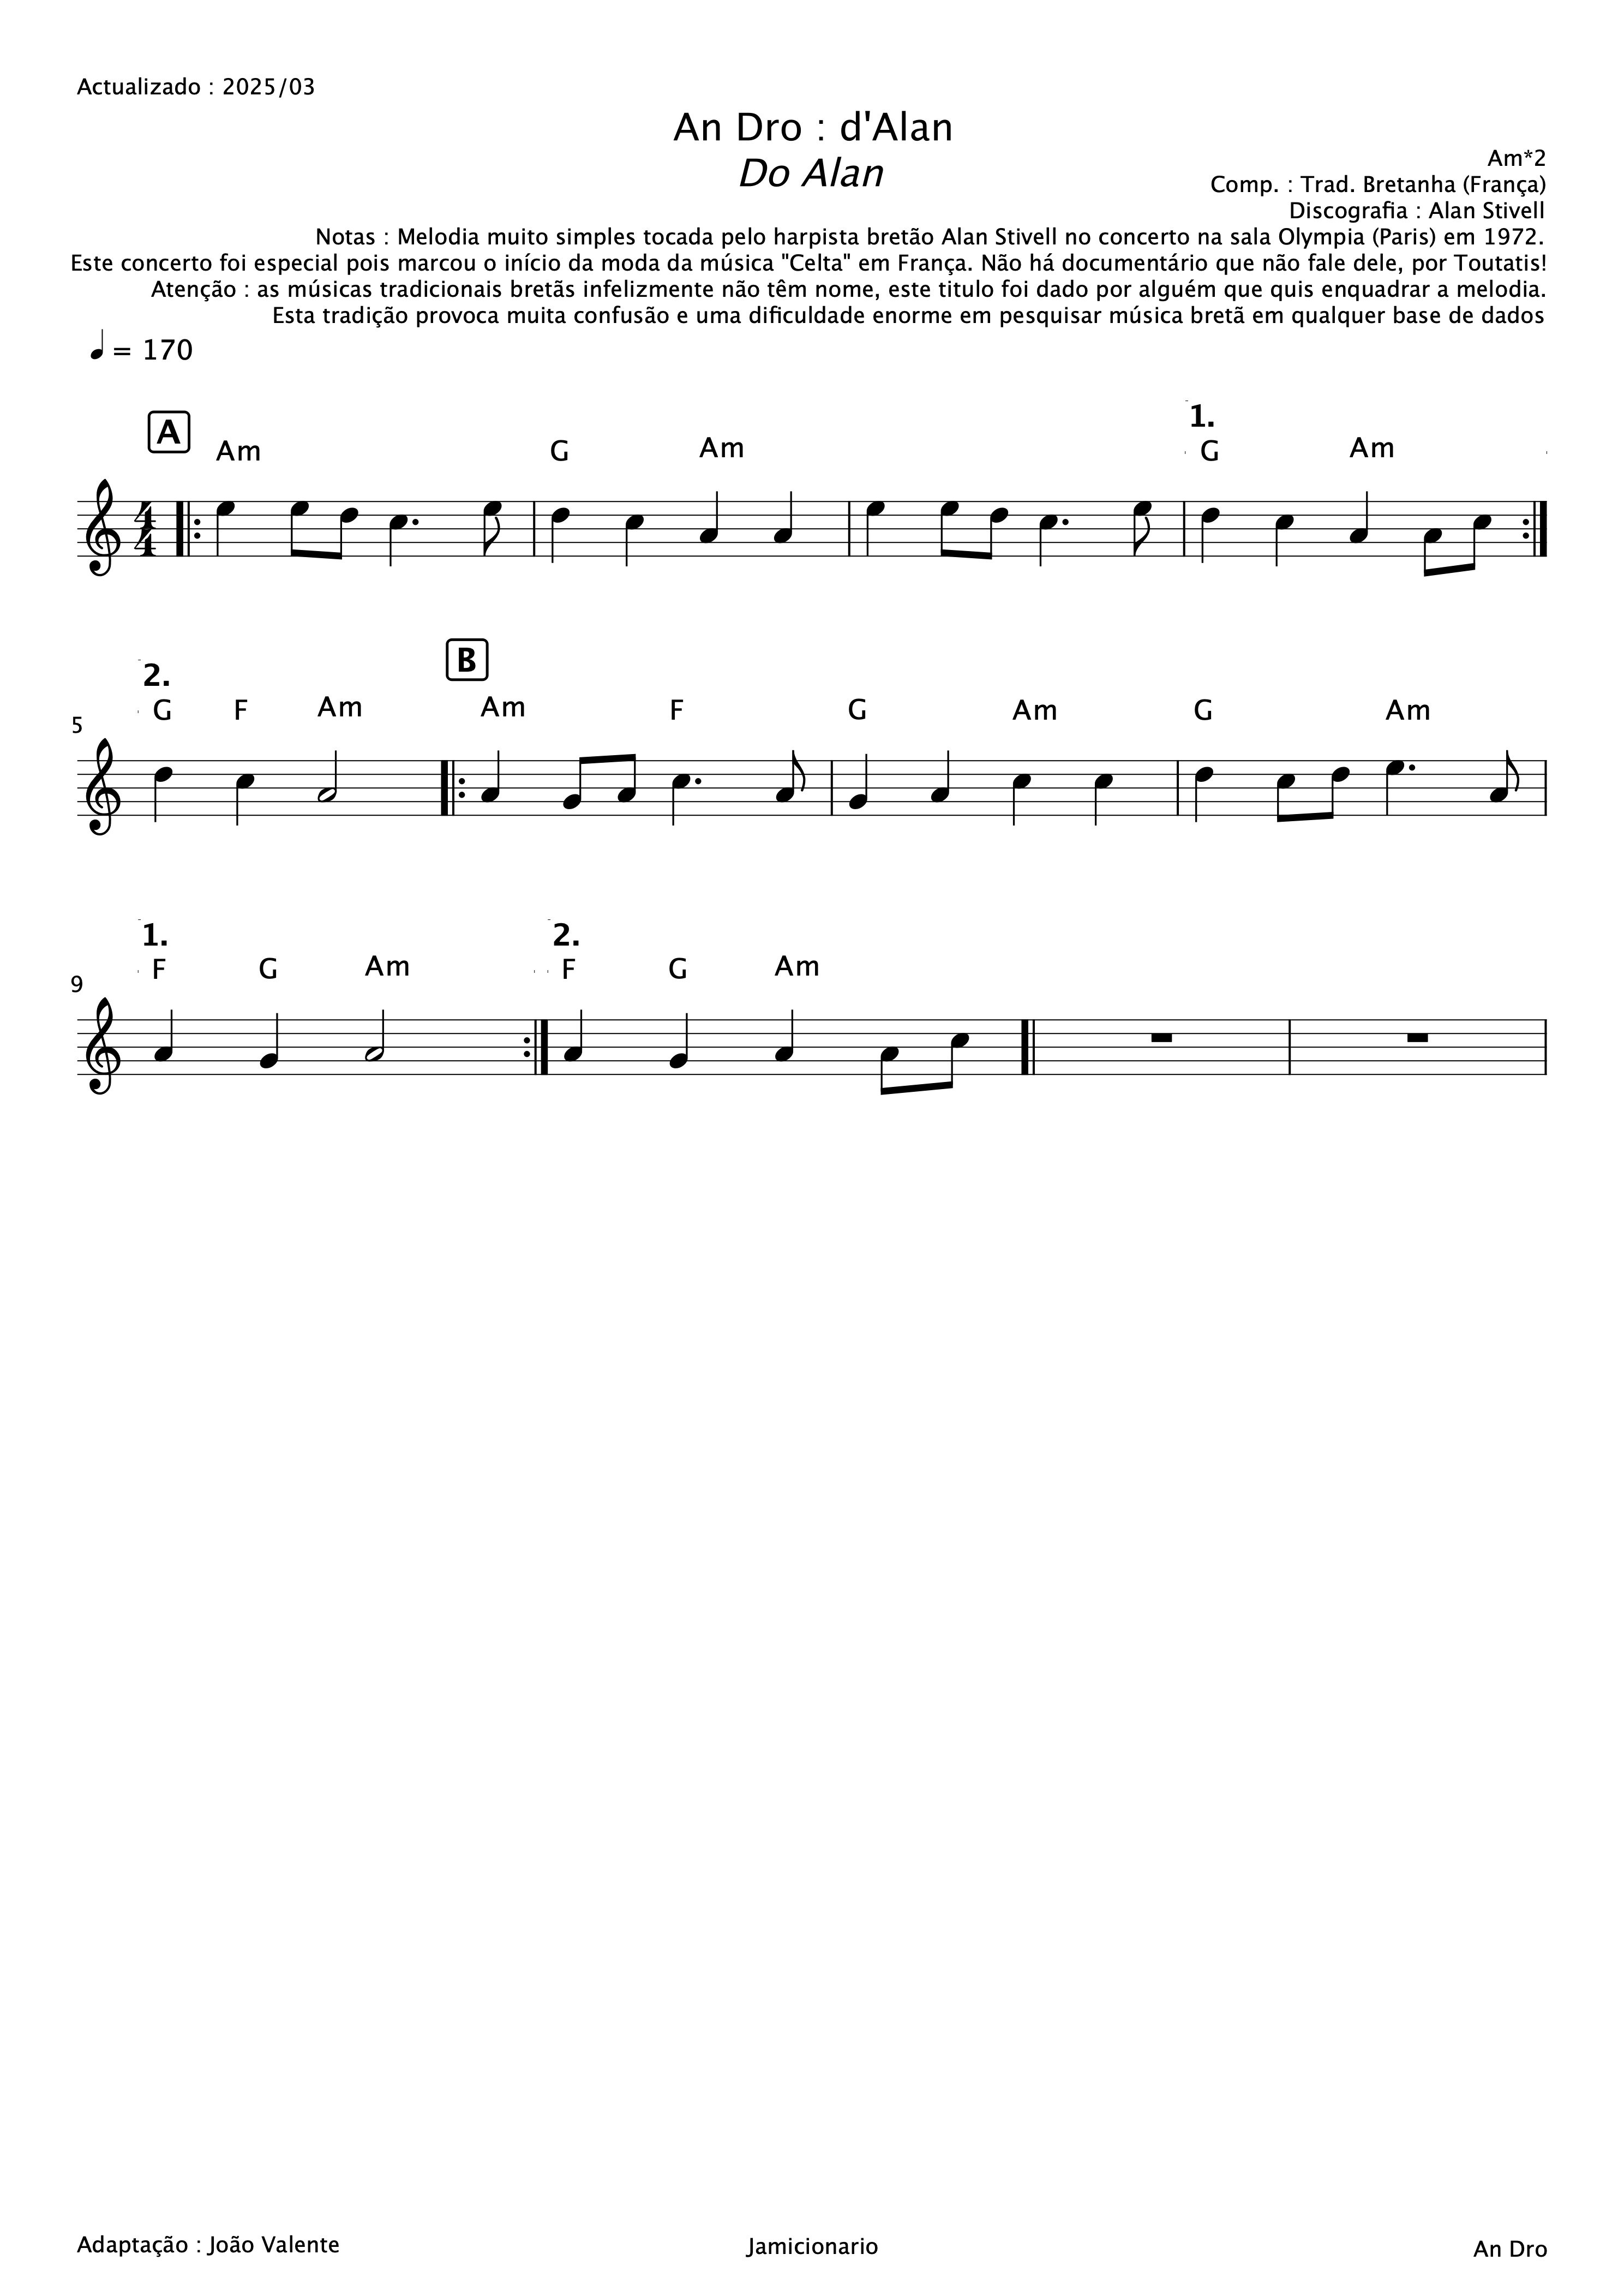 Actualizado : 2025/03
An Dro : d'Alan
Do Alan
Am*2
Comp. : Trad. Bretanha (França)
Discografia : Alan Stivell
Notas : Melodia muito simples tocada pelo harpista bretão Alan Stivell no concerto na sala Olympia (Paris) em 1972.
Este concerto foi especial pois marcou o início da moda da música "Celta" em França. Não há documentário que não fale dele, por Toutatis!
Atenção : as músicas tradicionais bretãs infelizmente não têm nome, este titulo foi dado por alguém que quis enquadrar a melodia.
Esta tradição provoca muita confusão e uma dificuldade enorme em pesquisar música bretã em qualquer base de dados
= 170
A 1.
Am G Am G Am
4
4
2. B
G F Am Am F G Am G Am
5
1. 2.
F G Am F G Am
9
Adaptação : João Valente Jamicionario An Dro